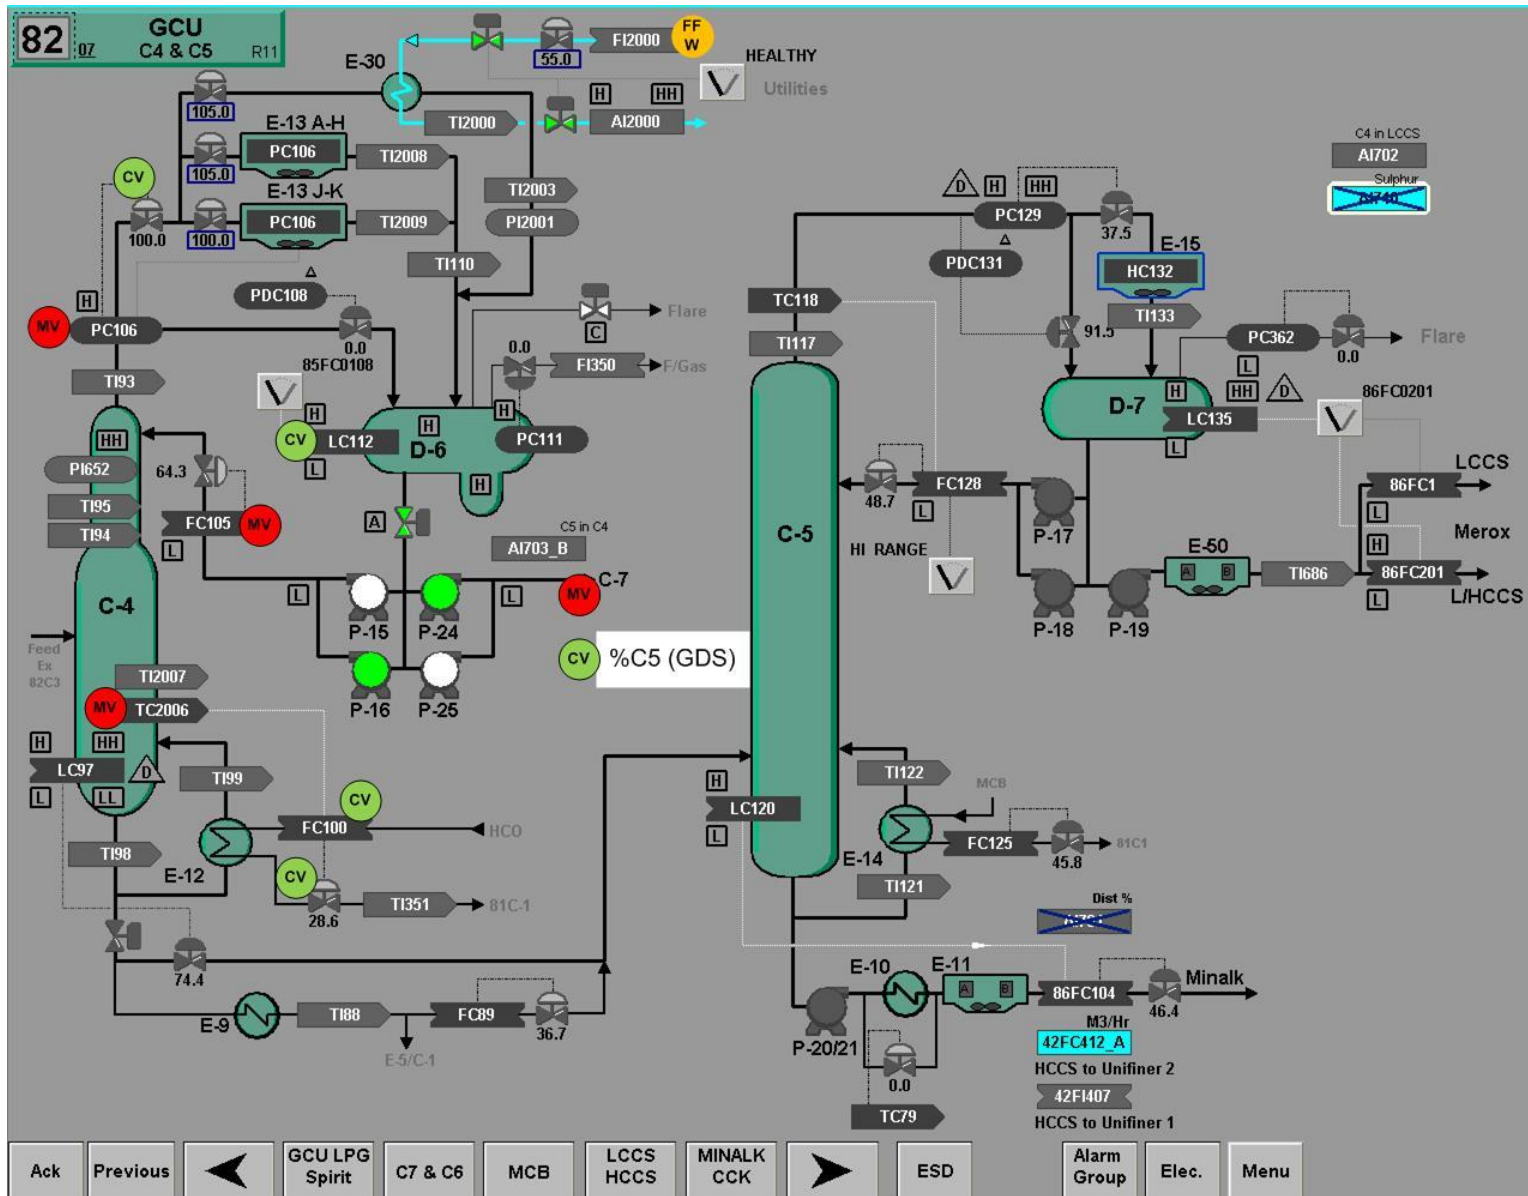 82
07
GCU
C4 & C5
R11
E-30
55.0
FI2000
FF
W
HEALTHY
Utilities
105.0
TI2000
H
HH
AI2000
E-13 A-H
PC106
TI2008
105.0
CV
E-13 J-K
PC106
TI2009
100.0
100.0
TI2003
PI2001
TI110
PDC108
H
MV
PC106
0.0
85FC0108
C
Flare
0.0
FI350
F/Gas
TI93
H
CV
LC112
L
H
D-6
H
PC111
H
HH
PI652
64.3
TI95
TI94
FC105
MV
L
A
C5 in C4
AI703_B
C-4
L
L
C-7
MV
P-15
P-24
P-16
P-25
CV
%C5 (GDS)
Feed
Ex
82C3
TI2007
MV
TC2006
H
HH
LC97
D
L
LL
TI99
CV
FC100
HCO
TI98
E-12
CV
28.6
TI351
81C-1
74.4
E-9
TI88
FC89
36.7
E-5/C-1
C4 in LCCS
AI702
Sulphur
D
H
HH
PC129
37.5
PDC131
E-15
HC132
TI133
TC118
TI117
91.5
PC362
L
0.0
Flare
D-7
H
HH
D
LC135
L
86FC0201
LCCS
86FC1
L
Merox
H
86FC201
L
L/HCCS
48.7
FC128
L
P-17
HI RANGE
E-50
A
B
TI686
P-18
P-19
C-5
H
LC120
L
TI122
MCB
E-14
FC125
45.8
81C1
TI121
Dist %
E-10
E-11
A
B
86FC104
46.4
Minalk
P-20/21
0.0
TC79
M3/Hr
42FC412_A
HCCS to Unifiner 2
42FI407
HCCS to Unifiner 1
Ack
Previous
GCU LPG
Spirit
C7 & C6
MCB
LCCS
HCCS
MINALK
CCK
ESD
Alarm
Group
Elec.
Menu